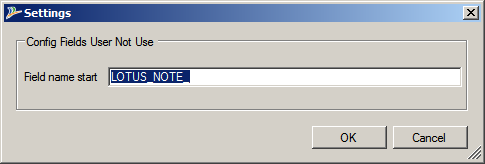 Settings
Config Fields User Not Use
Field name start LOTUS_NOTE_
OK Cancel